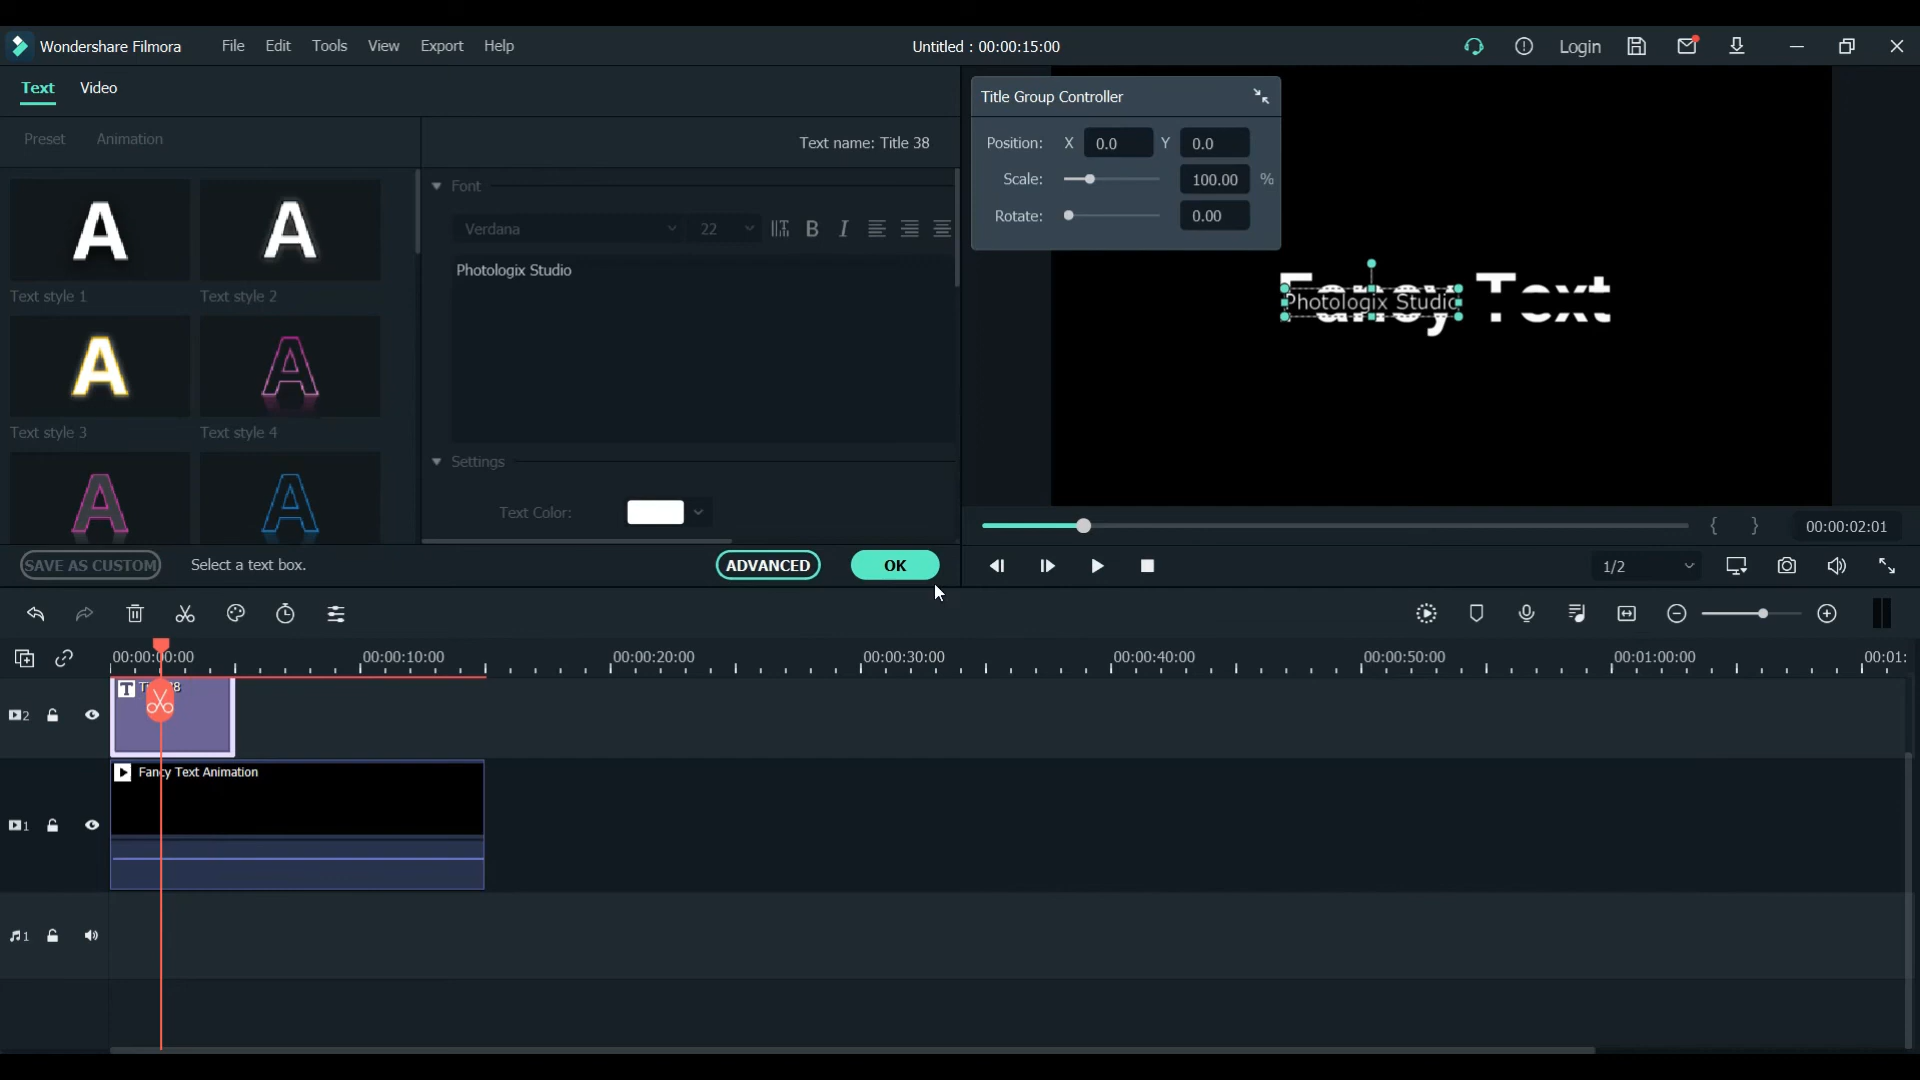 Wondershare Filmora File Edit Tools View Export Help Untitled : 00:00:15:00 Login
Text Video
Preset Animation Text name: Title 38
Font
Verdana 22
Photologix Studio
Text style 1 Text style 2
Text style 3 Text style 4
Settings
Text Color:
SAVE AS CUSTOM Select a text box. ADVANCED OK
Title Group Controller
Position: X 0.0 Y 0.0
Scale: 100.00 %
Rotate: 0.00
Fancy Text
Photologix Studio
{ } 00:00:02:01
1/2
00:00:00:00 00:00:10:00 00:00:20:00 00:00:30:00 00:00:40:00 00:00:50:00 00:01:00:00 00:01:
2
Fancy Text Animation
1
1